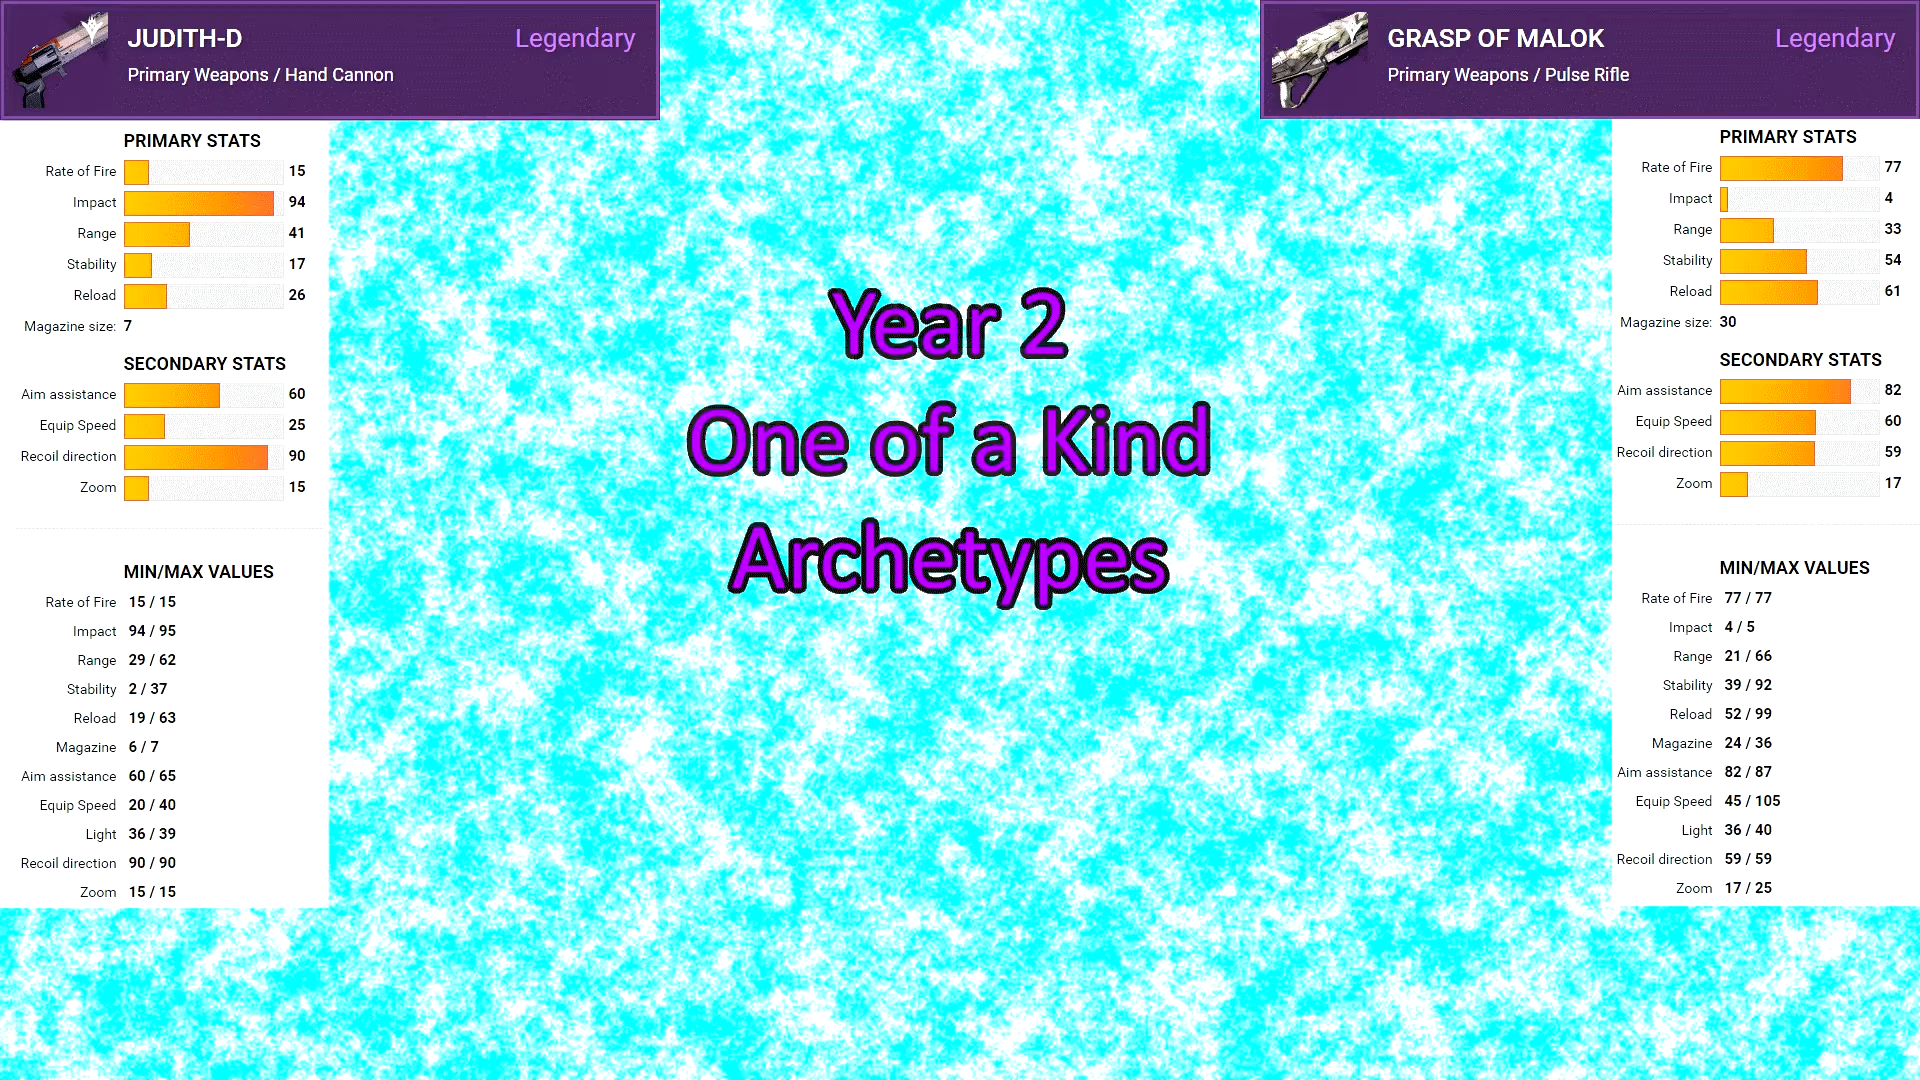 JUDITH-D
Legendary
Primary Weapons / Hand Cannon
PRIMARY STATS
Rate of Fire 15
Impact 94
Range 41
Stability 17
Reload 26
Magazine size: 7
SECONDARY STATS
Aim assistance 60
Equip Speed 25
Recoil direction 90
Zoom 15
MIN/MAX VALUES
Rate of Fire 15 / 15
Impact 94 / 95
Range 29 / 62
Stability 2 / 37
Reload 19 / 63
Magazine 6 / 7
Aim assistance 60 / 65
Equip Speed 20 / 40
Light 36 / 39
Recoil direction 90 / 90
Zoom 15 / 15
Year 2
One of a Kind
Archetypes
GRASP OF MALOK
Legendary
Primary Weapons / Pulse Rifle
PRIMARY STATS
Rate of Fire 77
Impact 4
Range 33
Stability 54
Reload 61
Magazine size: 30
SECONDARY STATS
Aim assistance 82
Equip Speed 60
Recoil direction 59
Zoom 17
MIN/MAX VALUES
Rate of Fire 77 / 77
Impact 4 / 5
Range 21 / 66
Stability 39 / 92
Reload 52 / 99
Magazine 24 / 36
Aim assistance 82 / 87
Equip Speed 45 / 105
Light 36 / 40
Recoil direction 59 / 59
Zoom 17 / 25